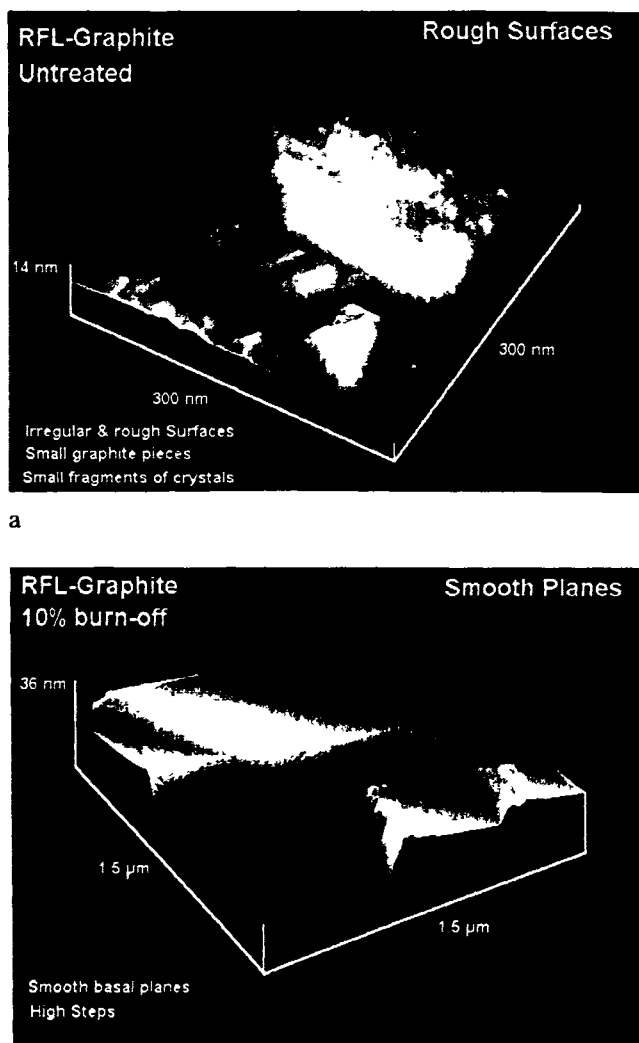 RFL-Graphite
Untreated
Rough Surfaces
14 nm
300 nm
300 nm
Irregular & rough Surfaces
Small graphite pieces
Small fragments of crystals
a
RFL-Graphite
10% burn-off
Smooth Planes
36 nm
1.5 µm
1.5 µm
Smooth basal planes
High Steps